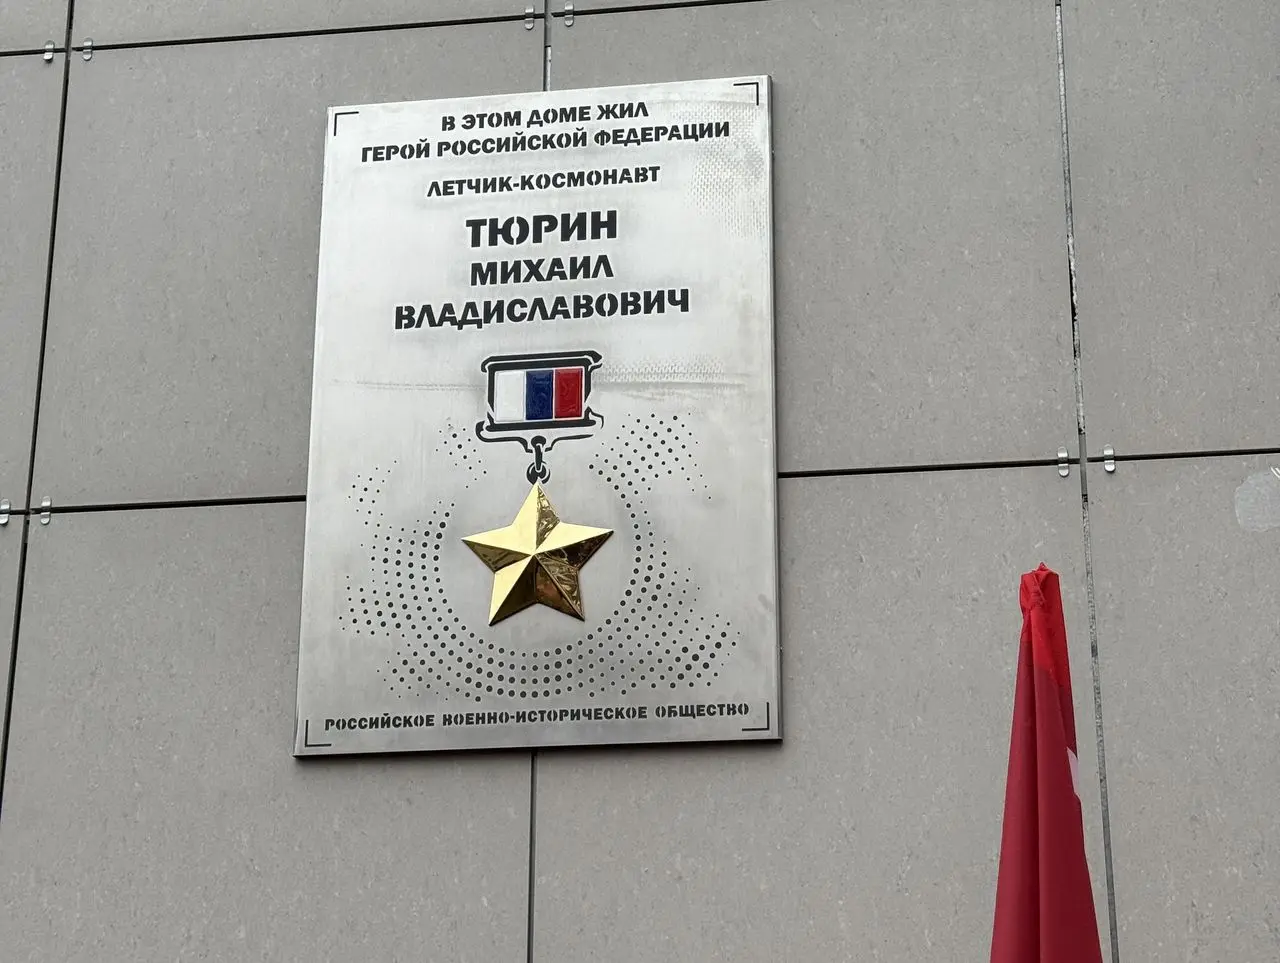 В ЭТОМ ДОМЕ ЖИЛ
ГЕРОЙ РОССИЙСКОЙ ФЕДЕРАЦИИ
ЛЕТЧИК-КОСМОНАВТ
ТЮРИН
МИХАИЛ
ВЛАДИСЛАВОВИЧ
РОССИЙСКОЕ ВОЕННО-ИСТОРИЧЕСКОЕ ОБЩЕСТВО